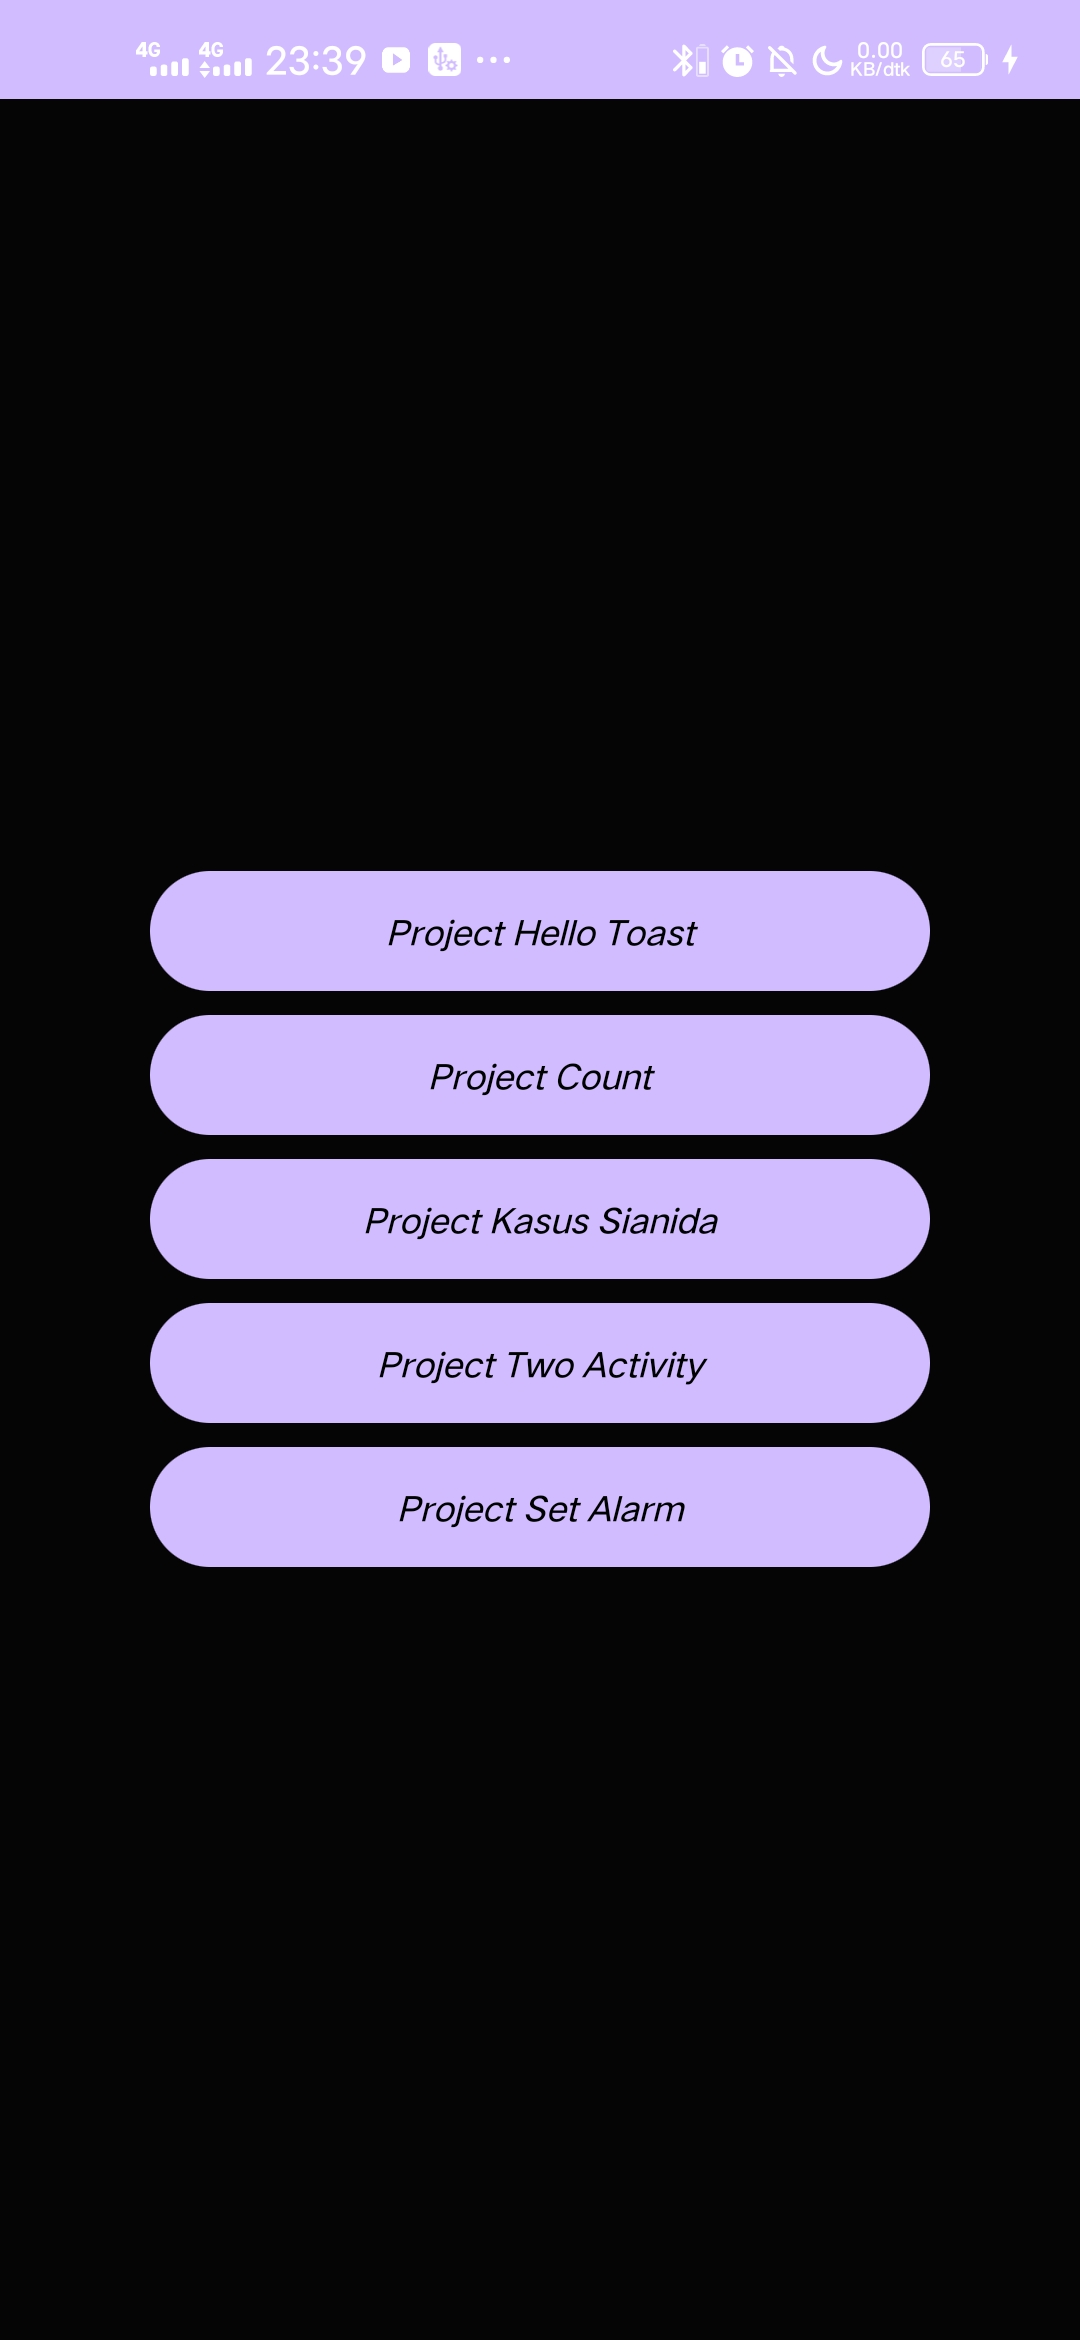 4G 4G 23:39
0.00
KB/dtk
65
Project Hello Toast
Project Count
Project Kasus Sianida
Project Two Activity
Project Set Alarm